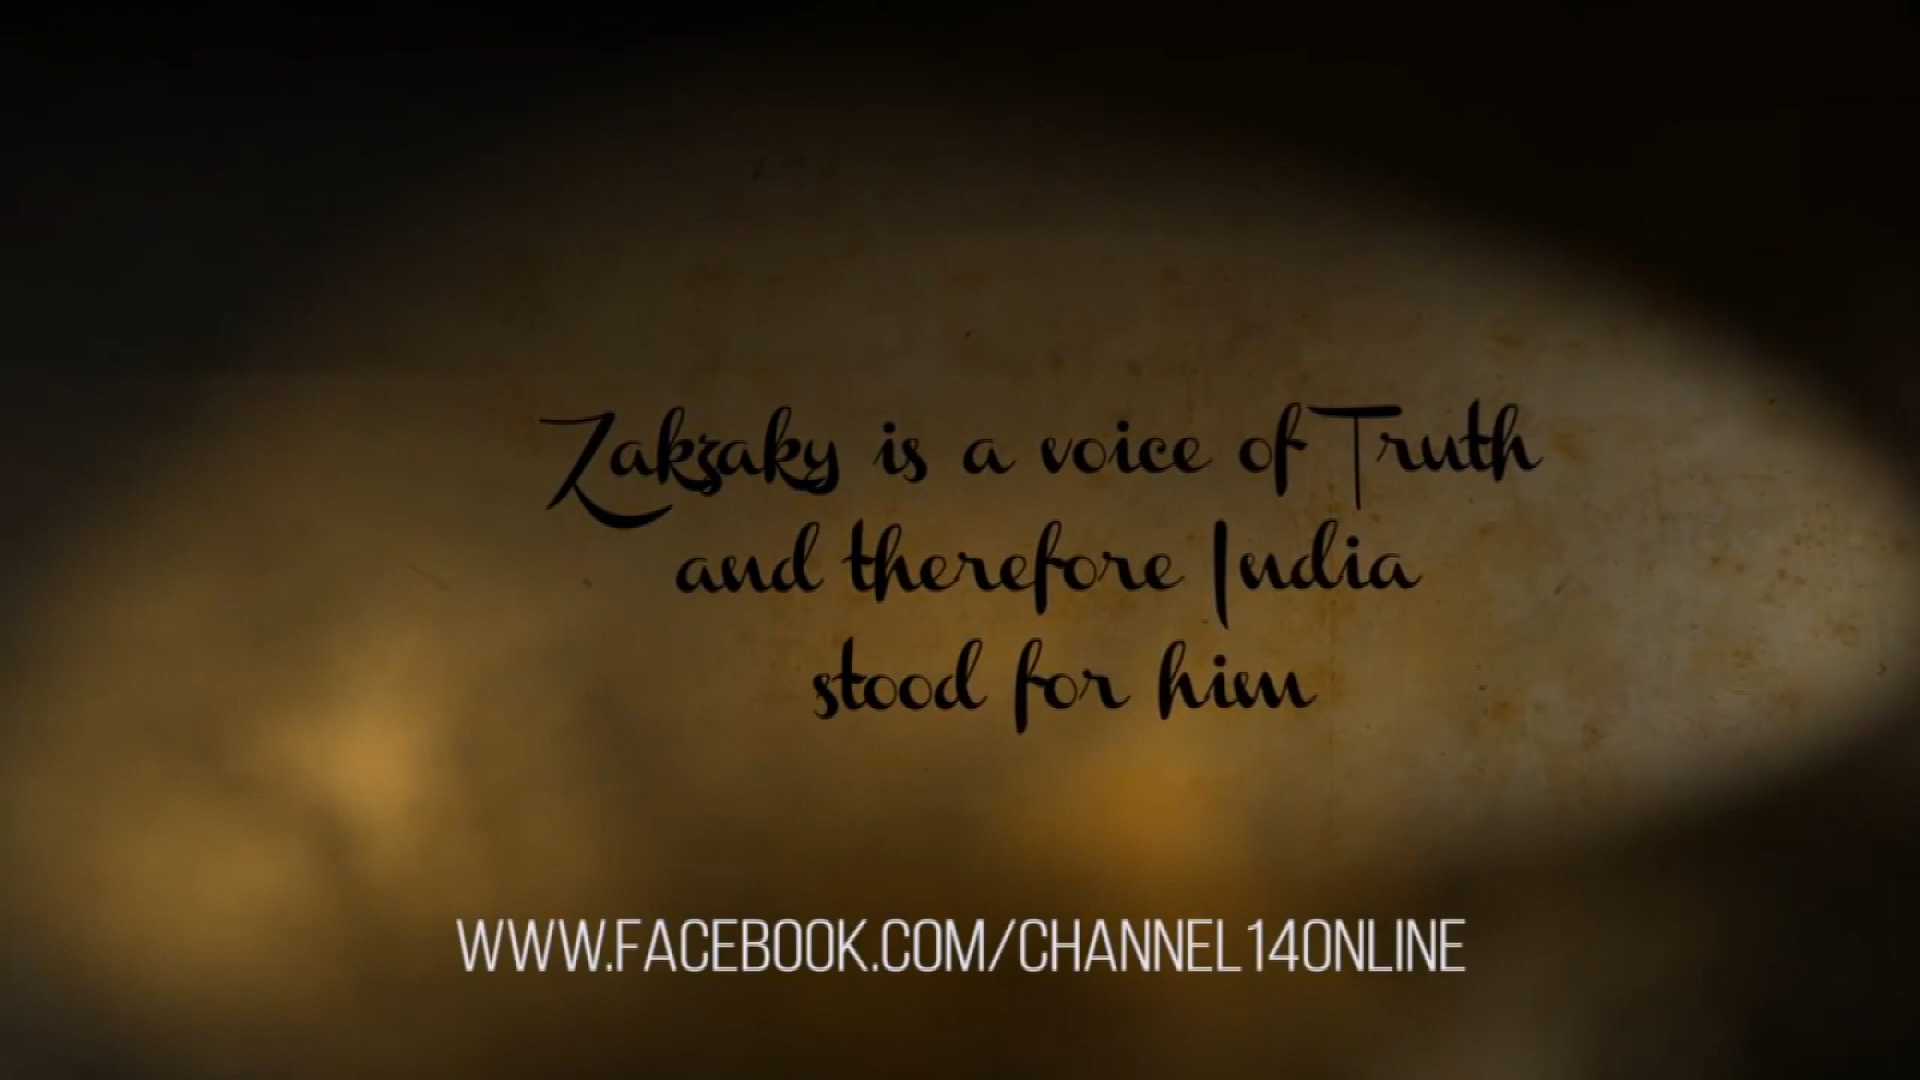 Zakzaky is a voice of Truth
and therefore India
stood for him
WWW.FACEBOOK.COM/CHANNEL14ONLINE